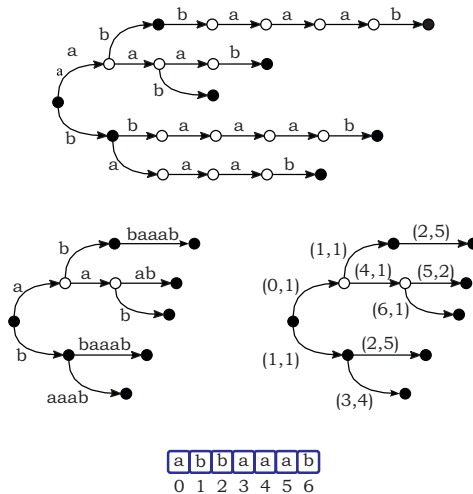 b a a a b
b
a
a a a b
a
b
b b a a a b
a a a b
baaab
b
a ab
a
b
b baaab
aaab
(2,5)
(1,1)
(4,1) (5,2)
(0,1)
(6,1)
(1,1) (2,5)
(3,4)
a b b a a a b
0 1 2 3 4 5 6